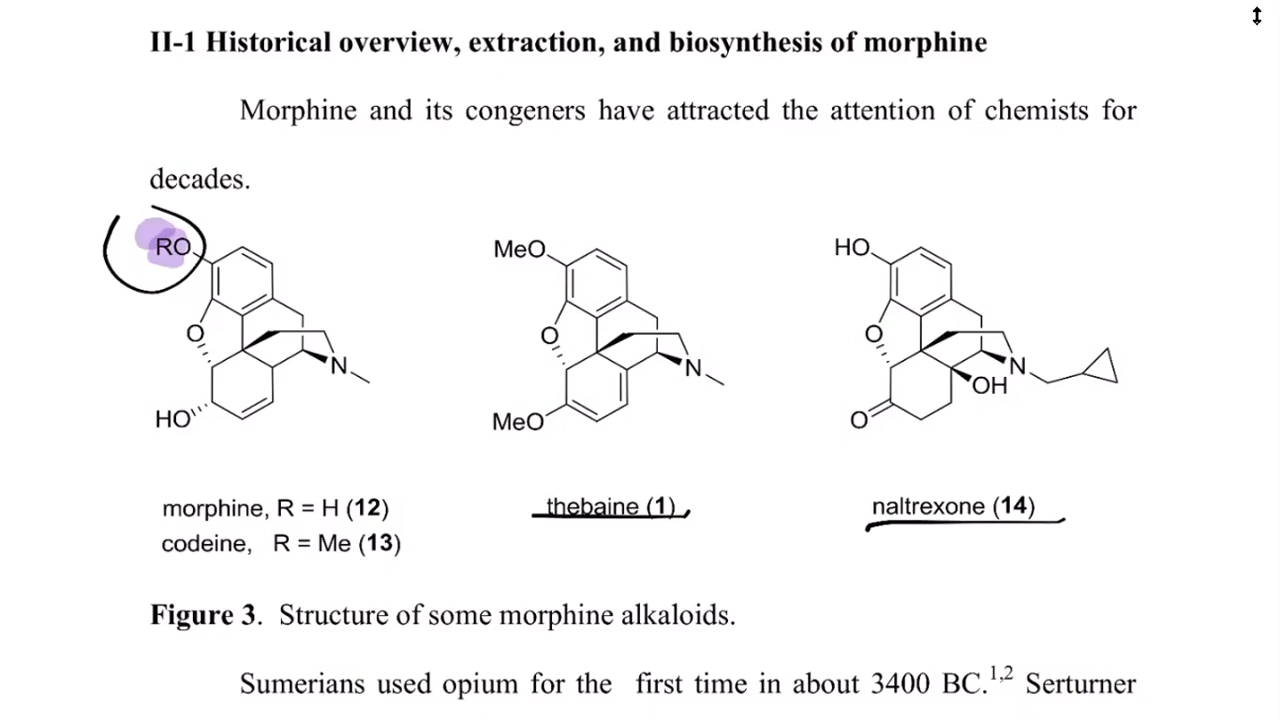 II-1 Historical overview, extraction, and biosynthesis of morphine
Morphine and its congeners have attracted the attention of chemists for
decades.
RO
O
N
HO
MeO
O
N
MeO
HO
O
N
OH
O
morphine, R = H (12)
codeine, R = Me (13)
thebaine (1)
naltrexone (14)
Figure 3. Structure of some morphine alkaloids.
Sumerians used opium for the first time in about 3400 BC.1,2 Serturner